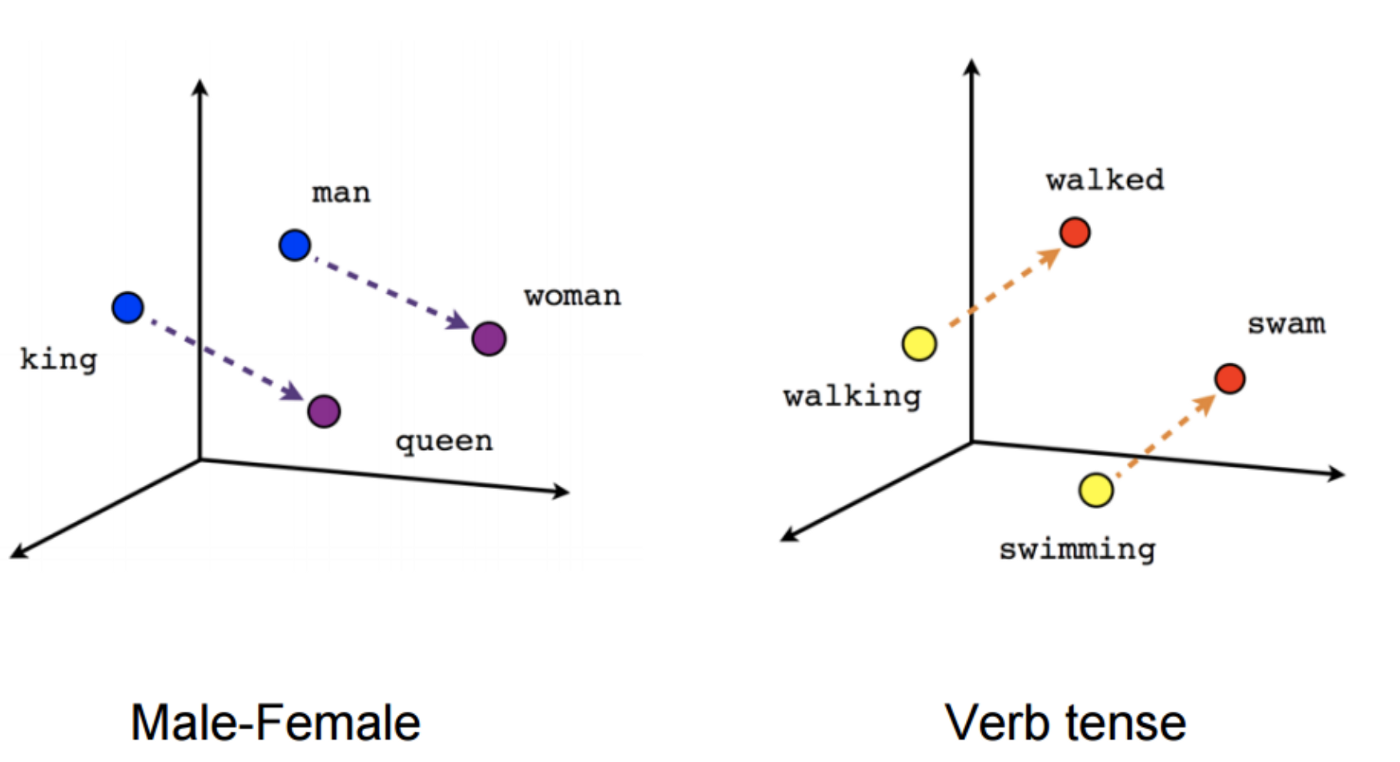 man
woman
king
queen
Male-Female
walked
swam
walking
swimming
Verb tense